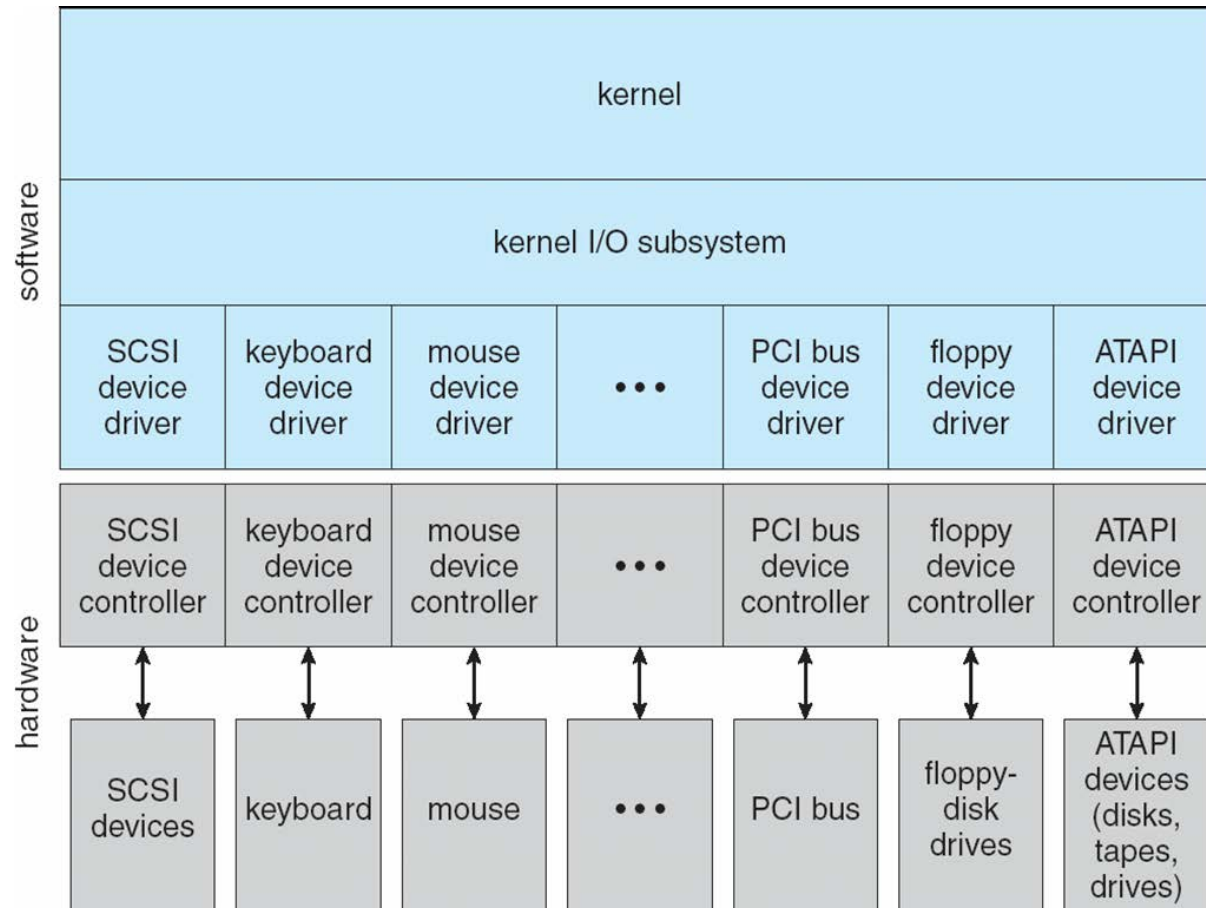 kernel
software
kernel I/O subsystem
SCSI
device
driver
keyboard
device
driver
mouse
device
driver
•••
PCI bus
device
driver
floppy
device
driver
ATAPI
device
driver
hardware
SCSI
device
controller
keyboard
device
controller
mouse
device
controller
•••
PCI bus
device
controller
floppy
device
controller
ATAPI
device
controller
SCSI
devices
keyboard
mouse
•••
PCI bus
floppy-
disk
drives
ATAPI
devices
(disks,
tapes,
drives)